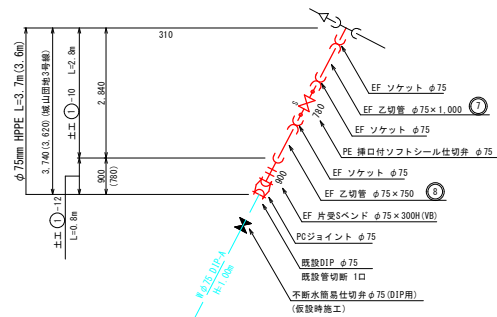 φ75mm HPPE L=3.7m(3.6m)
3.740(3.620)(城山団地3号線)
土工 ①-10 L=2.8m
土工 ①-12 L=0.8m
2.840
900
(780)
310
S
780
900
W φ75 DIP-A
H=1.00m
EF ソケット φ75
EF 乙切管 φ75×1,000 ⑦
EF ソケット φ75
PE 挿口付ソフトシール仕切弁 φ75
EF ソケット φ75
EF 乙切管 φ75×750 ⑧
EF 片受Sベンド φ75×300H(VB)
PCジョイント φ75
既設DIP φ75
既設管切断 1口
不断水簡易仕切弁φ75(DIP用)
(仮設時施工)